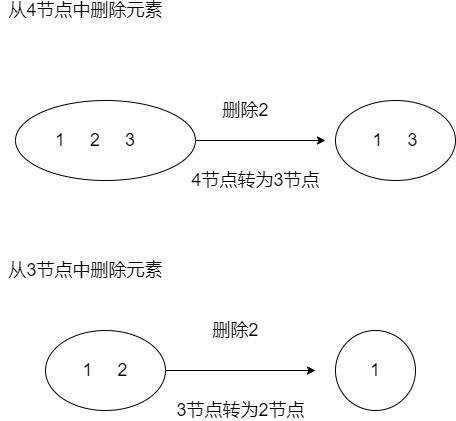 从4节点中删除元素
删除2
1 2 3
1 3
4节点转为3节点
从3节点中删除元素
删除2
1 2
1
3节点转为2节点